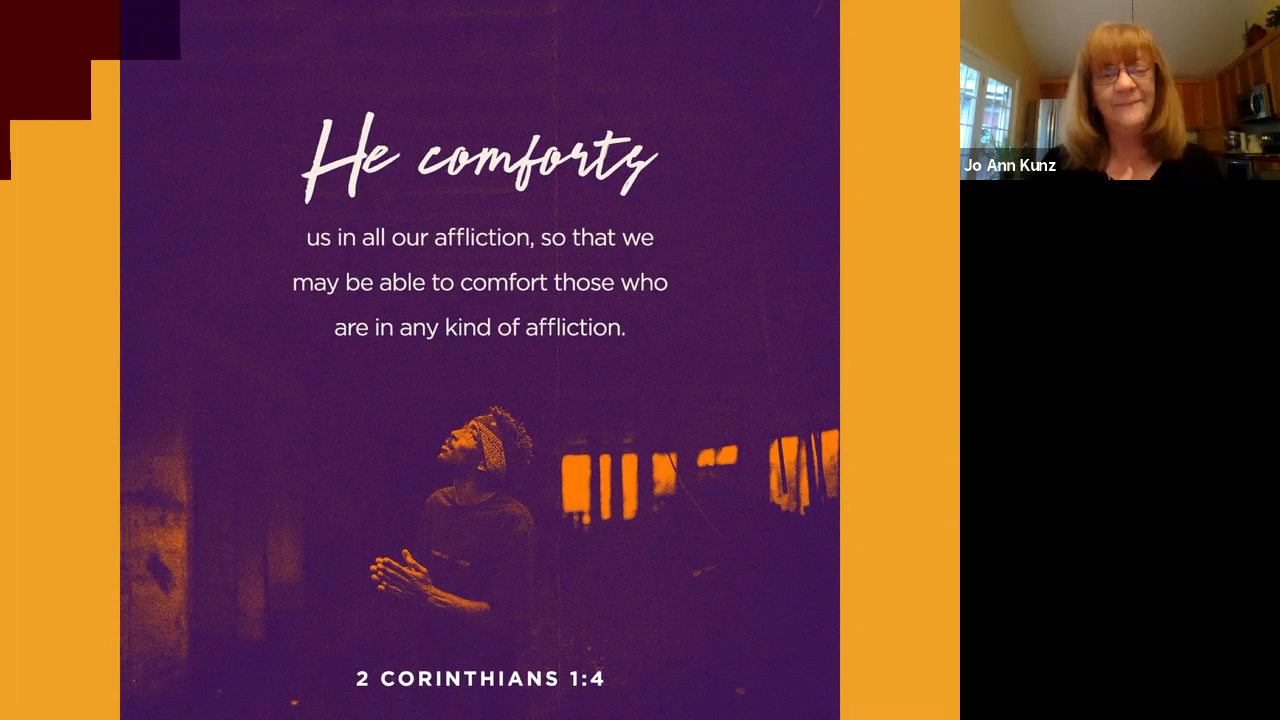 He comforts
us in all our affliction, so that we
may be able to comfort those who
are in any kind of affliction.
2 CORINTHIANS 1:4
Jo Ann Kunz